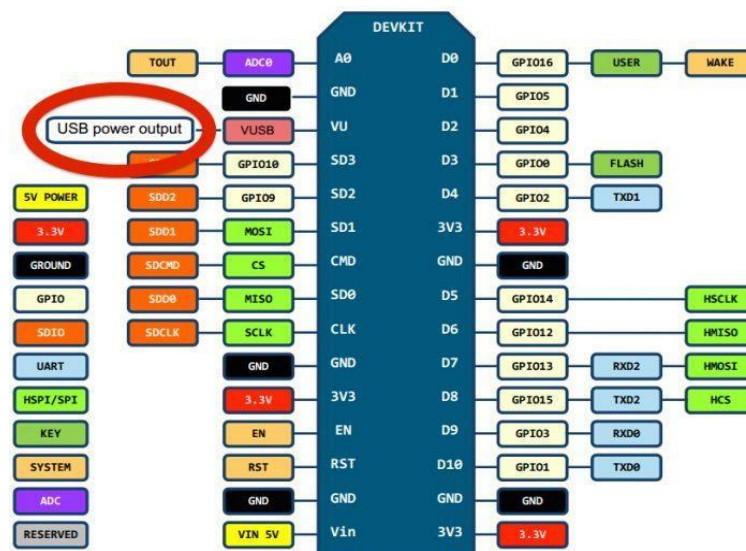 DEVKIT
TOUT ADC0 A0 D0 GPIO16 USER WAKE
GND GND D1 GPIO5
USB power output VUSB VU D2 GPIO4
GPIO10 SD3 D3 GPIO0 FLASH
5V POWER SDD2 GPIO9 SD2 D4 GPIO2 TXD1
3.3V SDD1 MOSI SD1 3V3 3.3V
GROUND SDCMD CS CMD GND GND
GPIO SDD0 MISO SD0 D5 GPIO14 HSCLK
SDIO SDCLK SCLK CLK D6 GPIO12 HMISO
UART GND GND D7 GPIO13 RXD2 HMOSI
HSPI/SPI 3.3V 3V3 D8 GPIO15 TXD2 HCS
KEY EN EN D9 GPIO3 RXD0
SYSTEM RST RST D10 GPIO1 TXD0
ADC GND GND GND GND
RESERVED VIN 5V Vin 3V3 3.3V